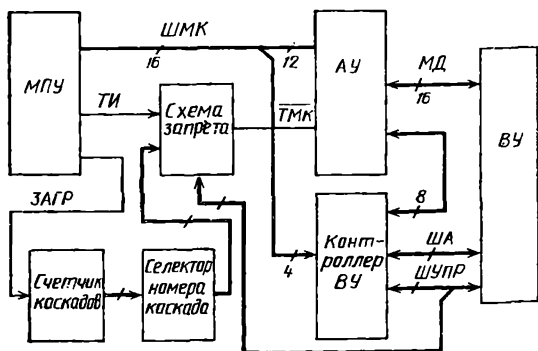 ШМК
16
12
МПУ
АУ
МД
16
ВУ
ТИ
Схема
запрета
ТМК
ЗАГР
8
Счетчик
каскадов
Селектор
номера
каскада
4
Конт-
роллер
ВУ
ША
ШУПР